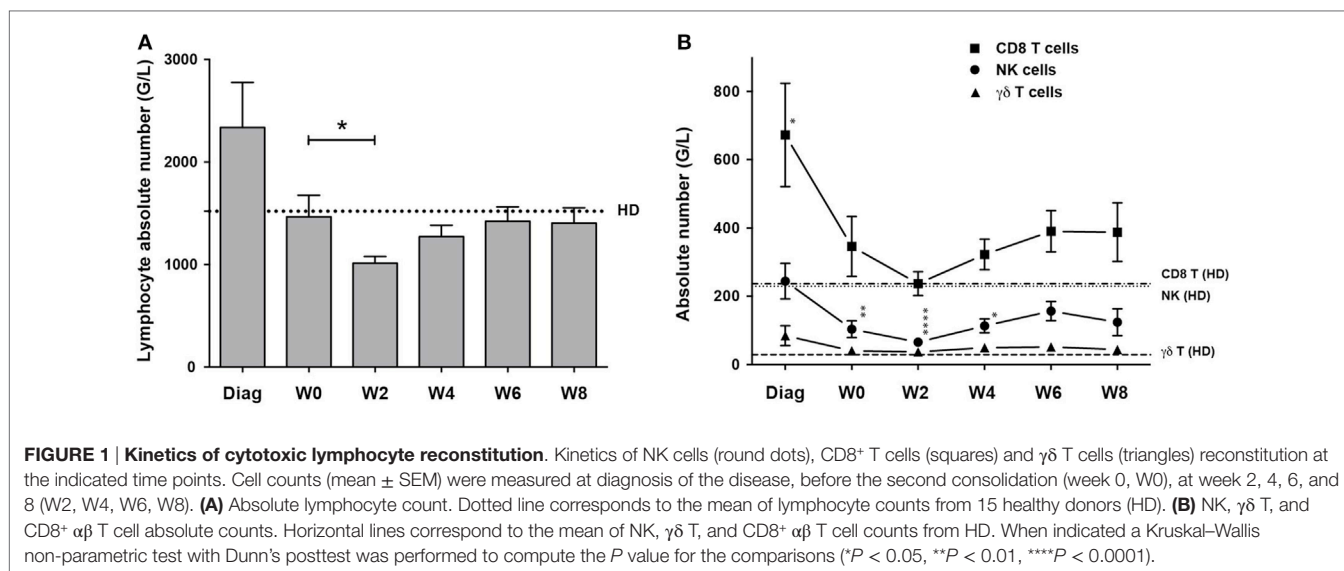 A
Lymphocyte absolute number (G/L)
3000
2000
1000
0
*
HD
Diag W0 W2 W4 W6 W8
B
CD8 T cells
NK cells
γδ T cells
Absolute number (G/L)
800
600
400
200
0
*
**
****
*
CD8 T (HD)
NK (HD)
γδ T (HD)
Diag W0 W2 W4 W6 W8
FIGURE 1 | Kinetics of cytotoxic lymphocyte reconstitution. Kinetics of NK cells (round dots), CD8⁺ T cells (squares) and γδ T cells (triangles) reconstitution at
the indicated time points. Cell counts (mean ± SEM) were measured at diagnosis of the disease, before the second consolidation (week 0, W0), at week 2, 4, 6, and
8 (W2, W4, W6, W8). (A) Absolute lymphocyte count. Dotted line corresponds to the mean of lymphocyte counts from 15 healthy donors (HD). (B) NK, γδ T, and
CD8⁺ αβ T cell absolute counts. Horizontal lines correspond to the mean of NK, γδ T, and CD8⁺ αβ T cell counts from HD. When indicated a Kruskal–Wallis
non-parametric test with Dunn's posttest was performed to compute the P value for the comparisons (*P < 0.05, **P < 0.01, ****P < 0.0001).